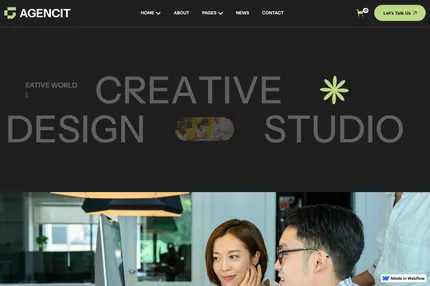 AGENCIT
HOME
ABOUT
PAGES
NEWS
CONTACT
0
Let's Talk Us
EATIVE WORLD
CREATIVE
DESIGN STUDIO
Made in Webflow